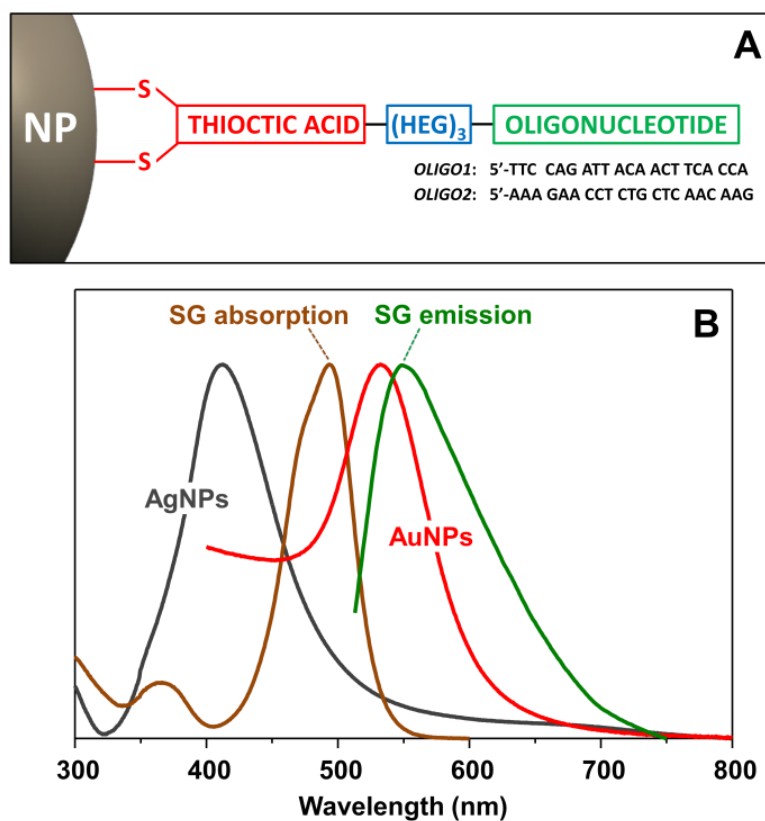 A
S
NP
THIOCTIC ACID
(HEG)3
OLIGONUCLEOTIDE
S
OLIGO1: 5'-TTC CAG ATT ACA ACT TCA CCA
OLIGO2: 5'-AAA GAA CCT CTG CTC AAC AAG
SG absorption
SG emission
B
AgNPs
AuNPs
300 400 500 600 700 800
Wavelength (nm)